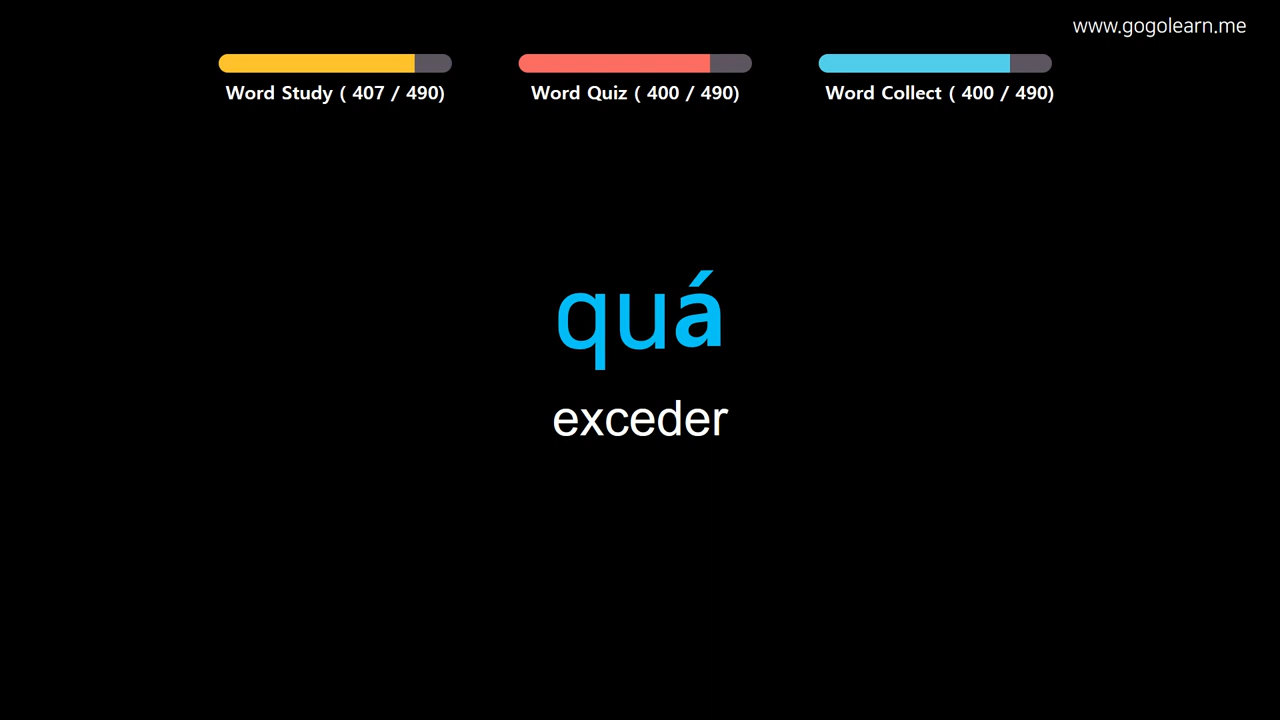 www.gogolearn.me
Word Study ( 407 / 490)
Word Quiz ( 400 / 490)
Word Collect ( 400 / 490)
quá
exceder